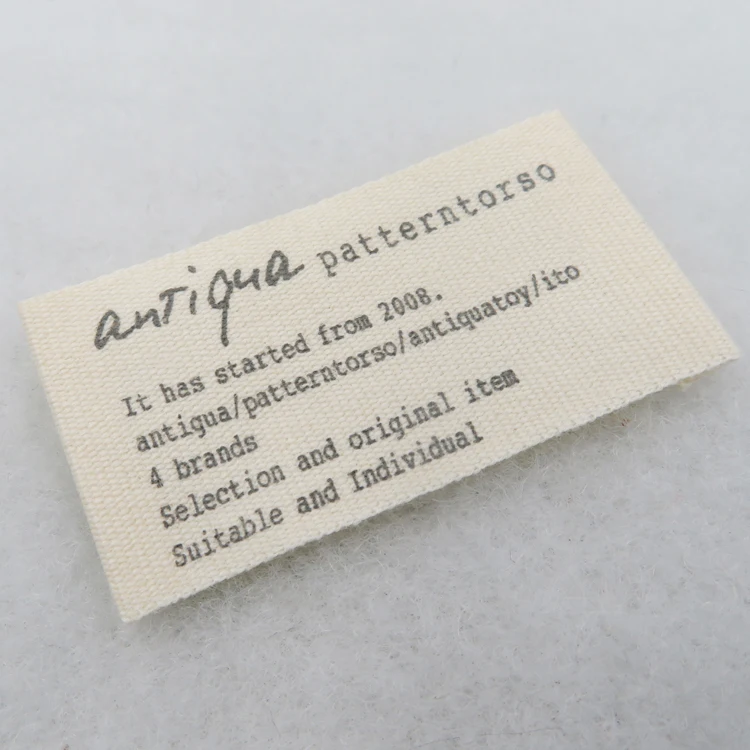 antiqua patterntorso
It has started from 2008.
antiqua/patterntorso/antiquatoy/ito
4 brands
Selection and original item
Suitable and Individual